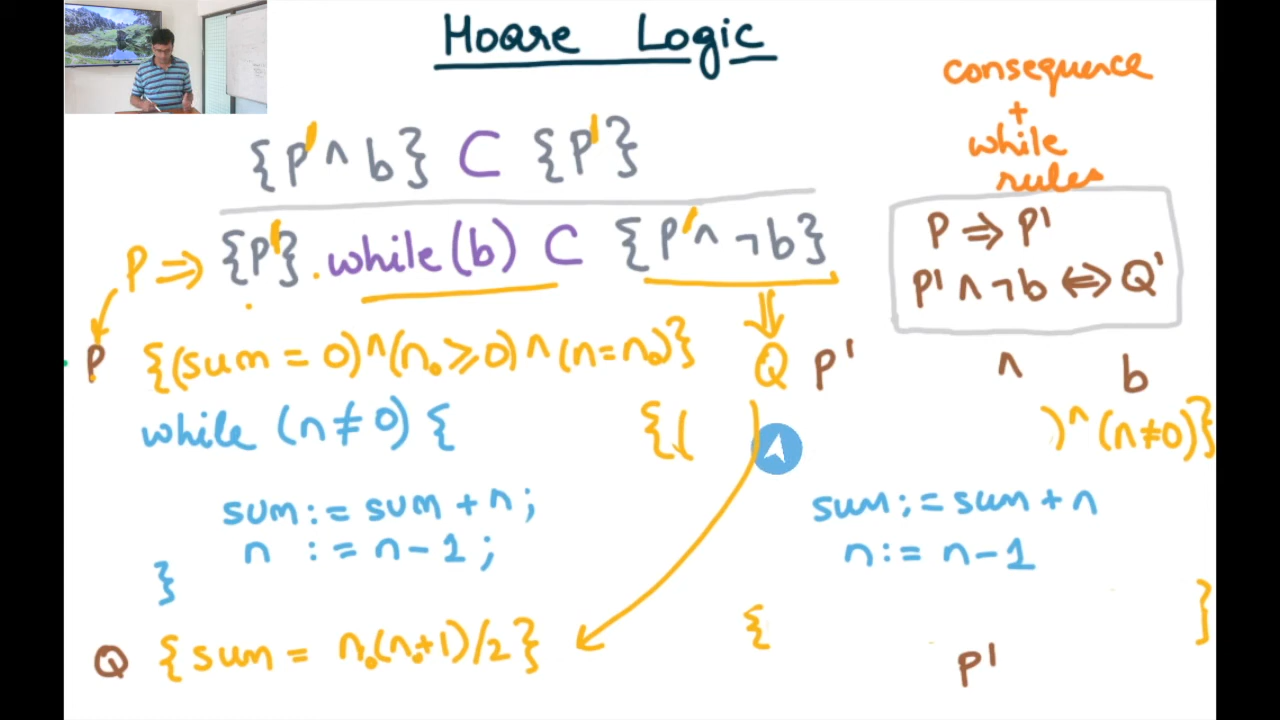 Hoare Logic
consequence
+
while
rules
{P' ∧ b} C {P'}
P ⇒ {P'} while(b) C {P' ∧ ¬b}
P ⇒ P'
P' ∧ ¬b ⇔ Q'
P {(sum = 0)^(n₀ ≥ 0)^(n = n₀)} Q P' ∧ b
while (n ≠ 0) { {( )^(n ≠ 0)}
sum := sum + n; sum := sum + n
n := n - 1; n := n - 1
}
Q {sum = n₀(n₀+1)/2} { }
P'